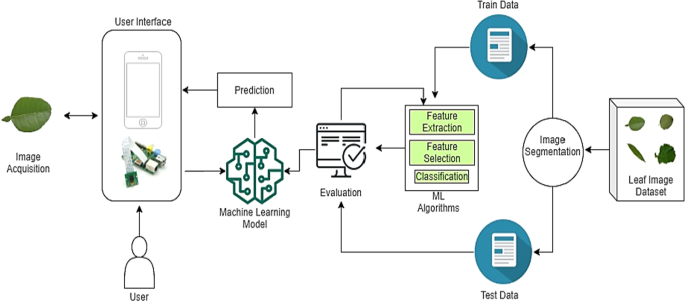 Train Data
User Interface
Prediction
Feature
Extraction
Feature
Selection
Classification
Image
Segmentation
Image
Acquisition
Evaluation
ML
Algorithms
Leaf Image
Dataset
Machine Learning
Model
User
Test Data